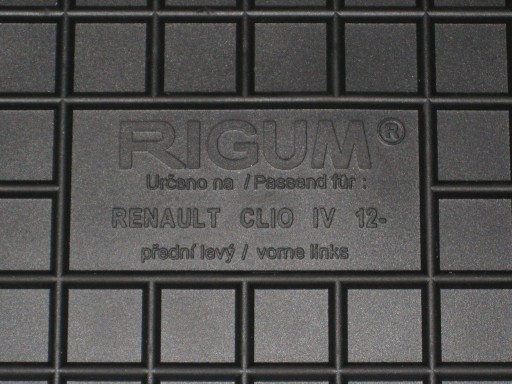 RIGUM®
Určeno na / Passend für :
RENAULT CLIO IV 12-
přední levý / vorne links